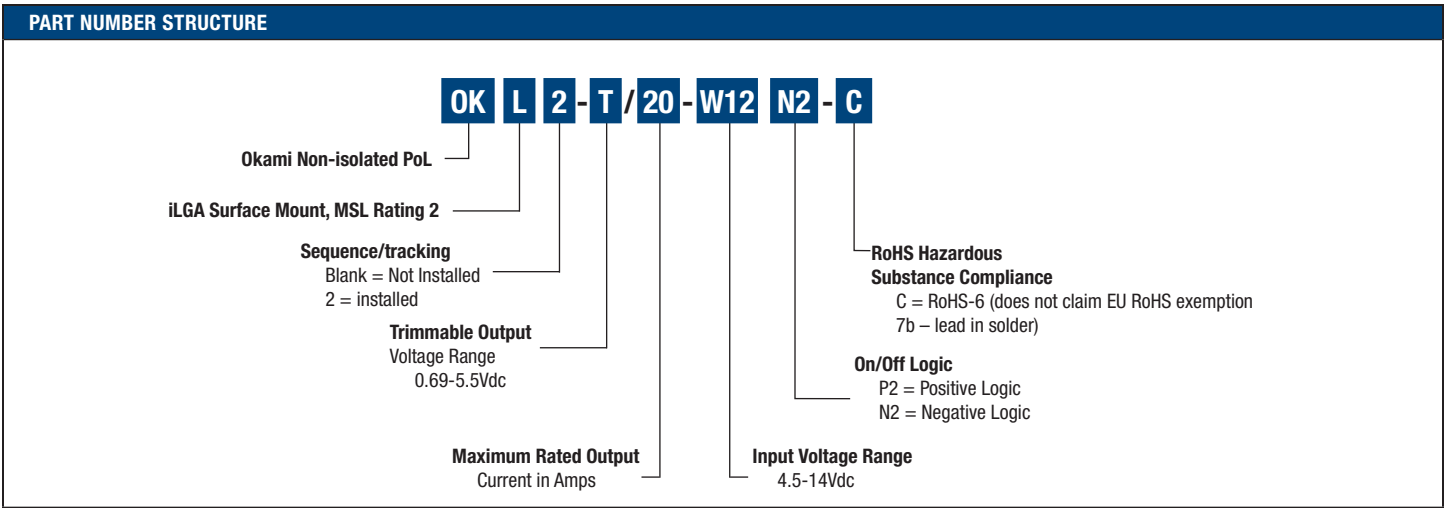 PART NUMBER STRUCTURE
OK L 2 - T / 20 - W12 N2 - C
Okami Non-isolated PoL
iLGA Surface Mount, MSL Rating 2
Sequence/tracking
Blank = Not Installed
2 = installed
Trimmable Output
Voltage Range
0.69-5.5Vdc
Maximum Rated Output
Current in Amps
Input Voltage Range
4.5-14Vdc
On/Off Logic
P2 = Positive Logic
N2 = Negative Logic
RoHS Hazardous
Substance Compliance
C = RoHS-6 (does not claim EU RoHS exemption
7b – lead in solder)